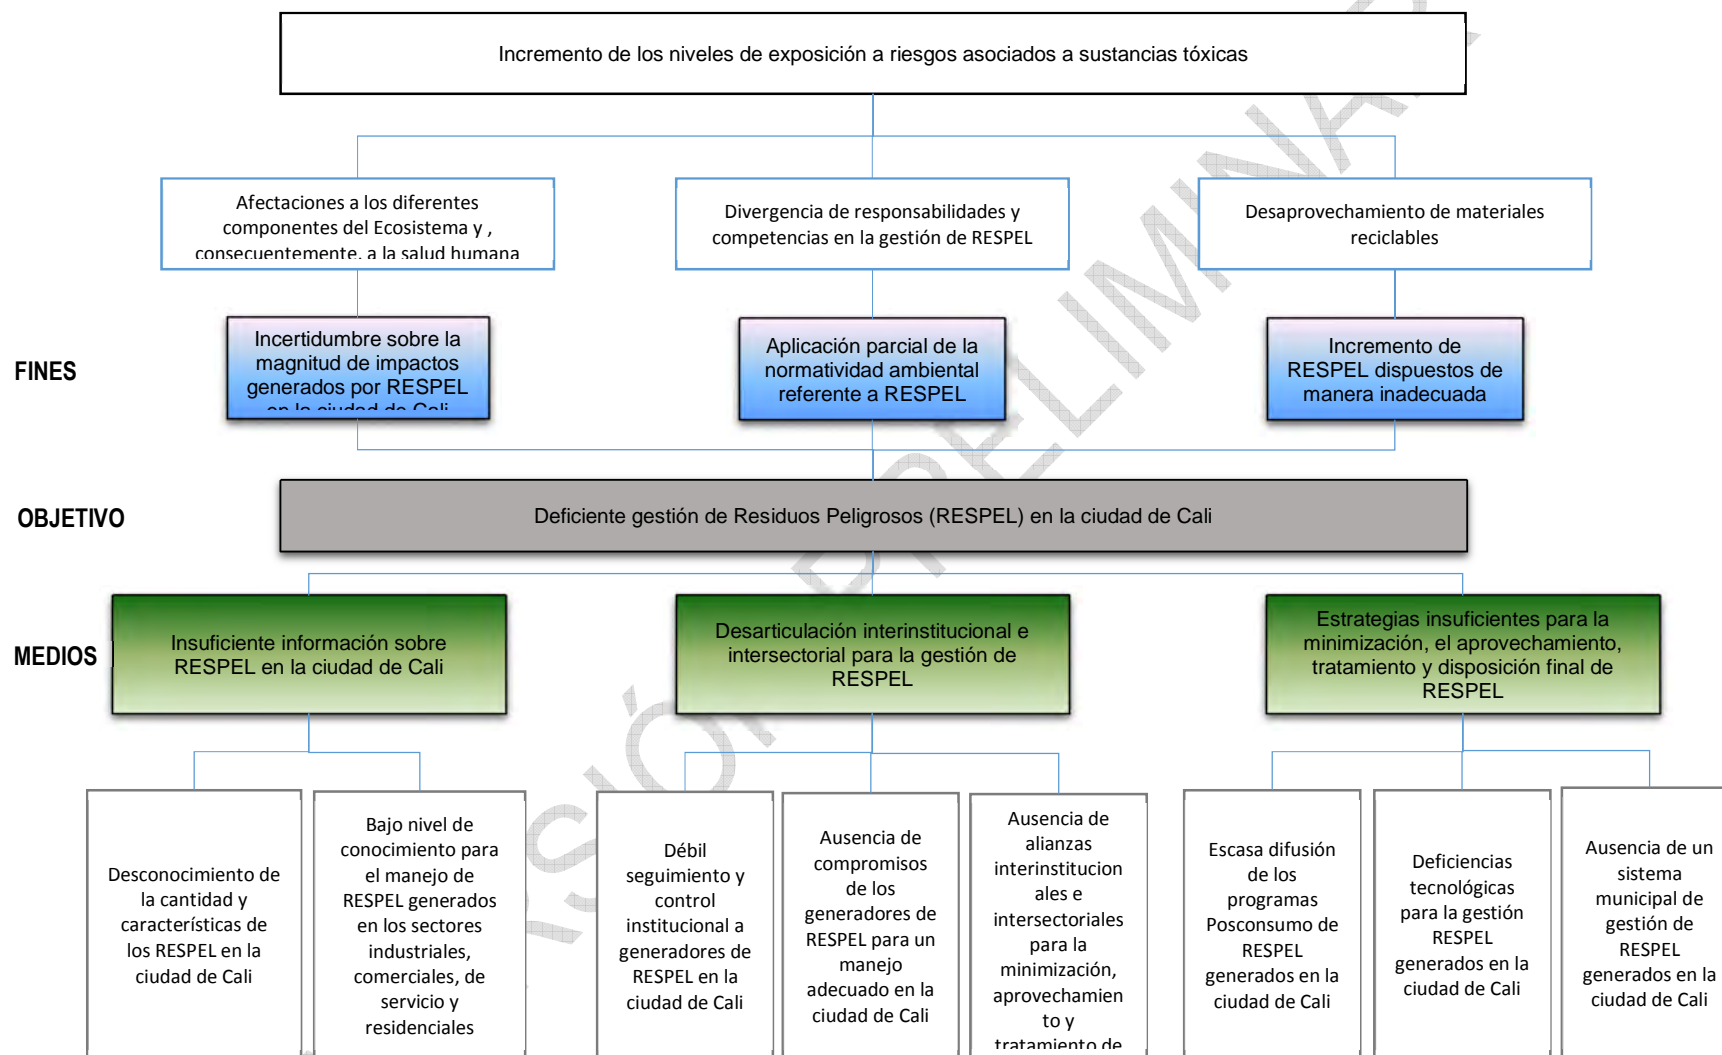 Incremento de los niveles de exposición a riesgos asociados a sustancias tóxicas
Afectaciones a los diferentes
componentes del Ecosistema y ,
consecuentemente, a la salud humana
Divergencia de responsabilidades y
competencias en la gestión de RESPEL
Desaprovechamiento de materiales
reciclables
FINES
Incertidumbre sobre la
magnitud de impactos
generados por RESPEL
en la ciudad de Cali
Aplicación parcial de la
normatividad ambiental
referente a RESPEL
Incremento de
RESPEL dispuestos de
manera inadecuada
OBJETIVO
Deficiente gestión de Residuos Peligrosos (RESPEL) en la ciudad de Cali
MEDIOS
Insuficiente información sobre
RESPEL en la ciudad de Cali
Desarticulación interinstitucional e
intersectorial para la gestión de
RESPEL
Estrategias insuficientes para la
minimización, el aprovechamiento,
tratamiento y disposición final de
RESPEL
Desconocimiento de
la cantidad y
características de
los RESPEL en la
ciudad de Cali
Bajo nivel de
conocimiento para
el manejo de
RESPEL generados
en los sectores
industriales,
comerciales, de
servicio y
residenciales
Débil
seguimiento y
control
institucional a
generadores de
RESPEL en la
ciudad de Cali
Ausencia de
compromisos
de los
generadores de
RESPEL para un
manejo
adecuado en la
ciudad de Cali
Ausencia de
alianzas
interinstitucion
ales e
intersectoriales
para la
minimización,
aprovechamien
to y
tratamiento de
Escasa difusión
de los
programas
Posconsumo de
RESPEL
generados en la
ciudad de Cali
Deficiencias
tecnológicas
para la gestión
RESPEL
generados en la
ciudad de Cali
Ausencia de un
sistema
municipal de
gestión de
RESPEL
generados en la
ciudad de Cali